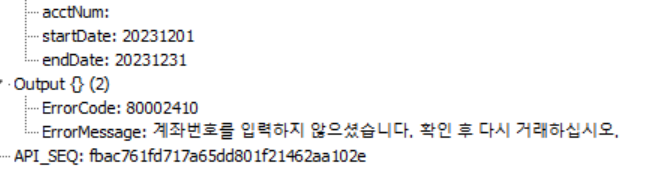 acctNum:
startDate: 20231201
endDate: 20231231
Output {} (2)
ErrorCode: 80002410
ErrorMessage: 계좌번호를 입력하지 않으셨습니다. 확인 후 다시 거래하십시오.
API_SEQ: fbac761fd717a65dd801f21462aa102e